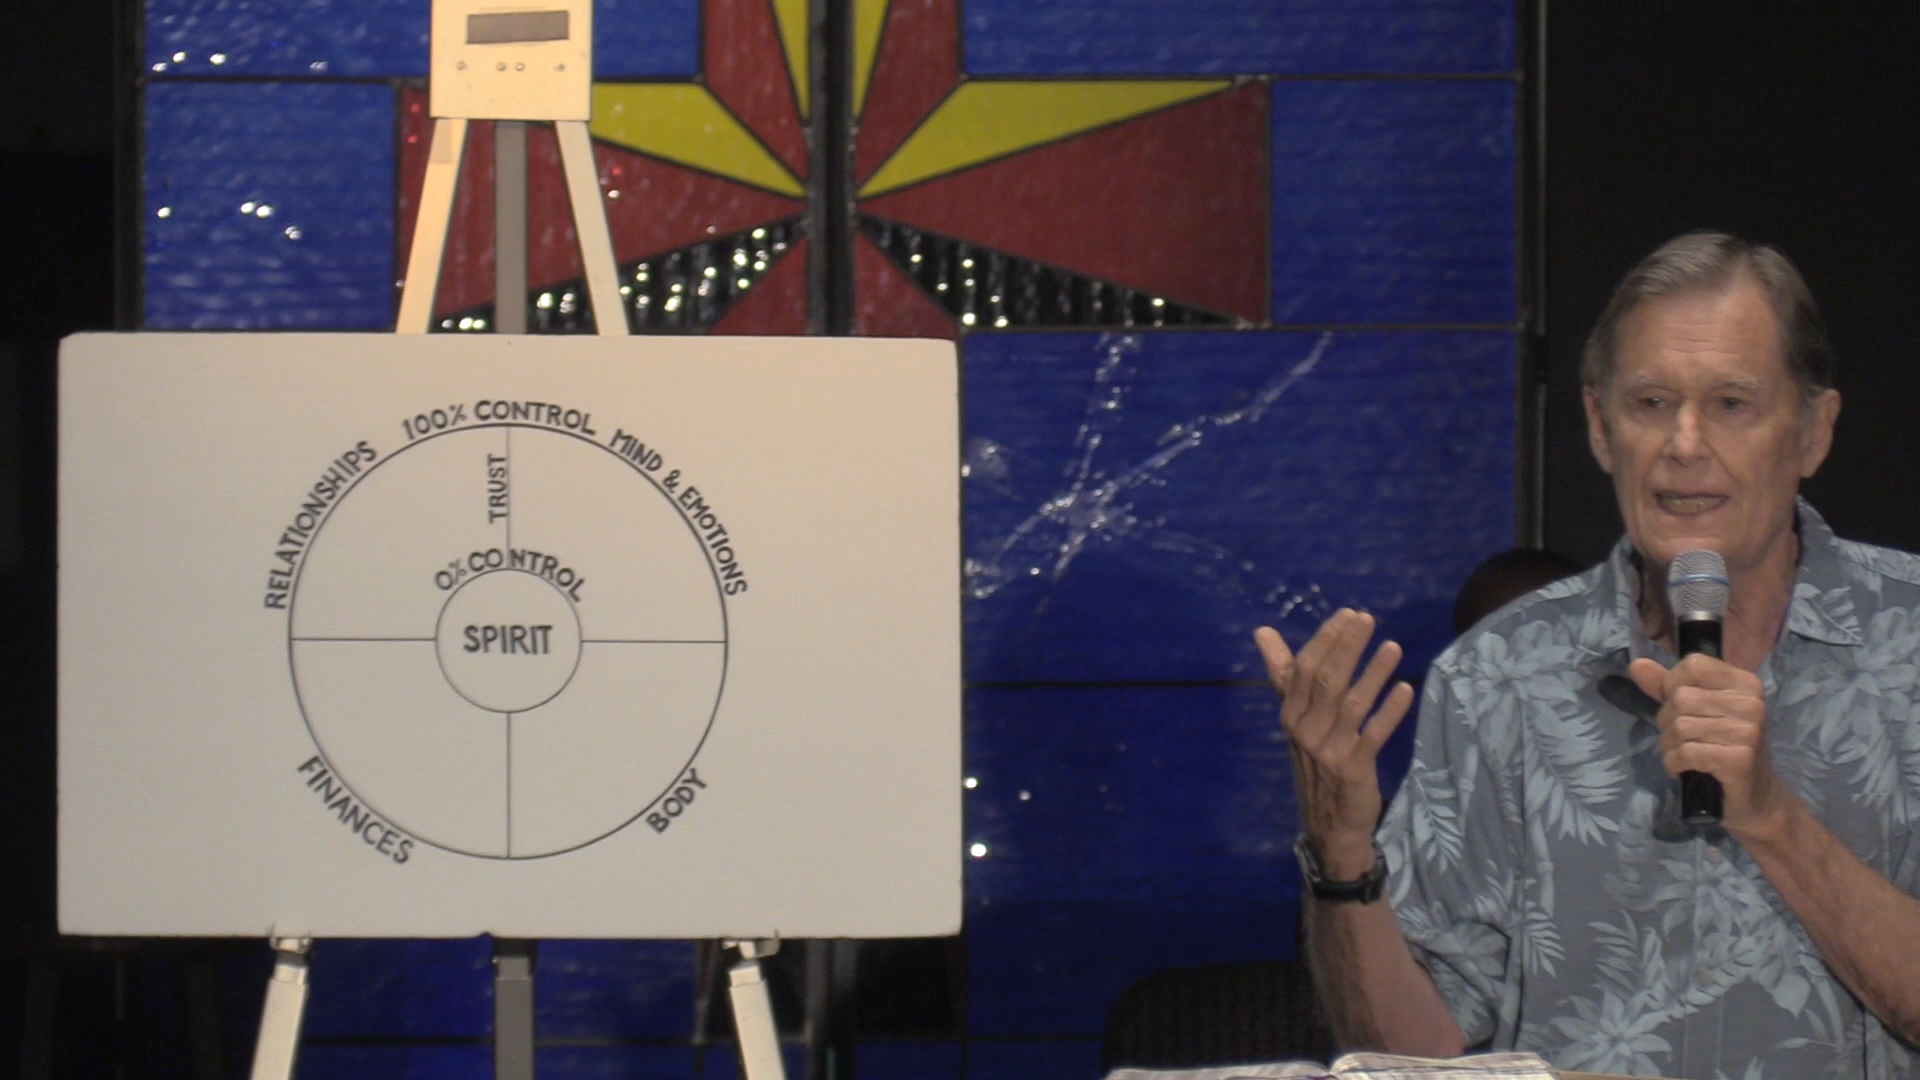 100% CONTROL
RELATIONSHIPS
MIND & EMOTIONS
TRUST
0% CONTROL
SPIRIT
FINANCES
BODY